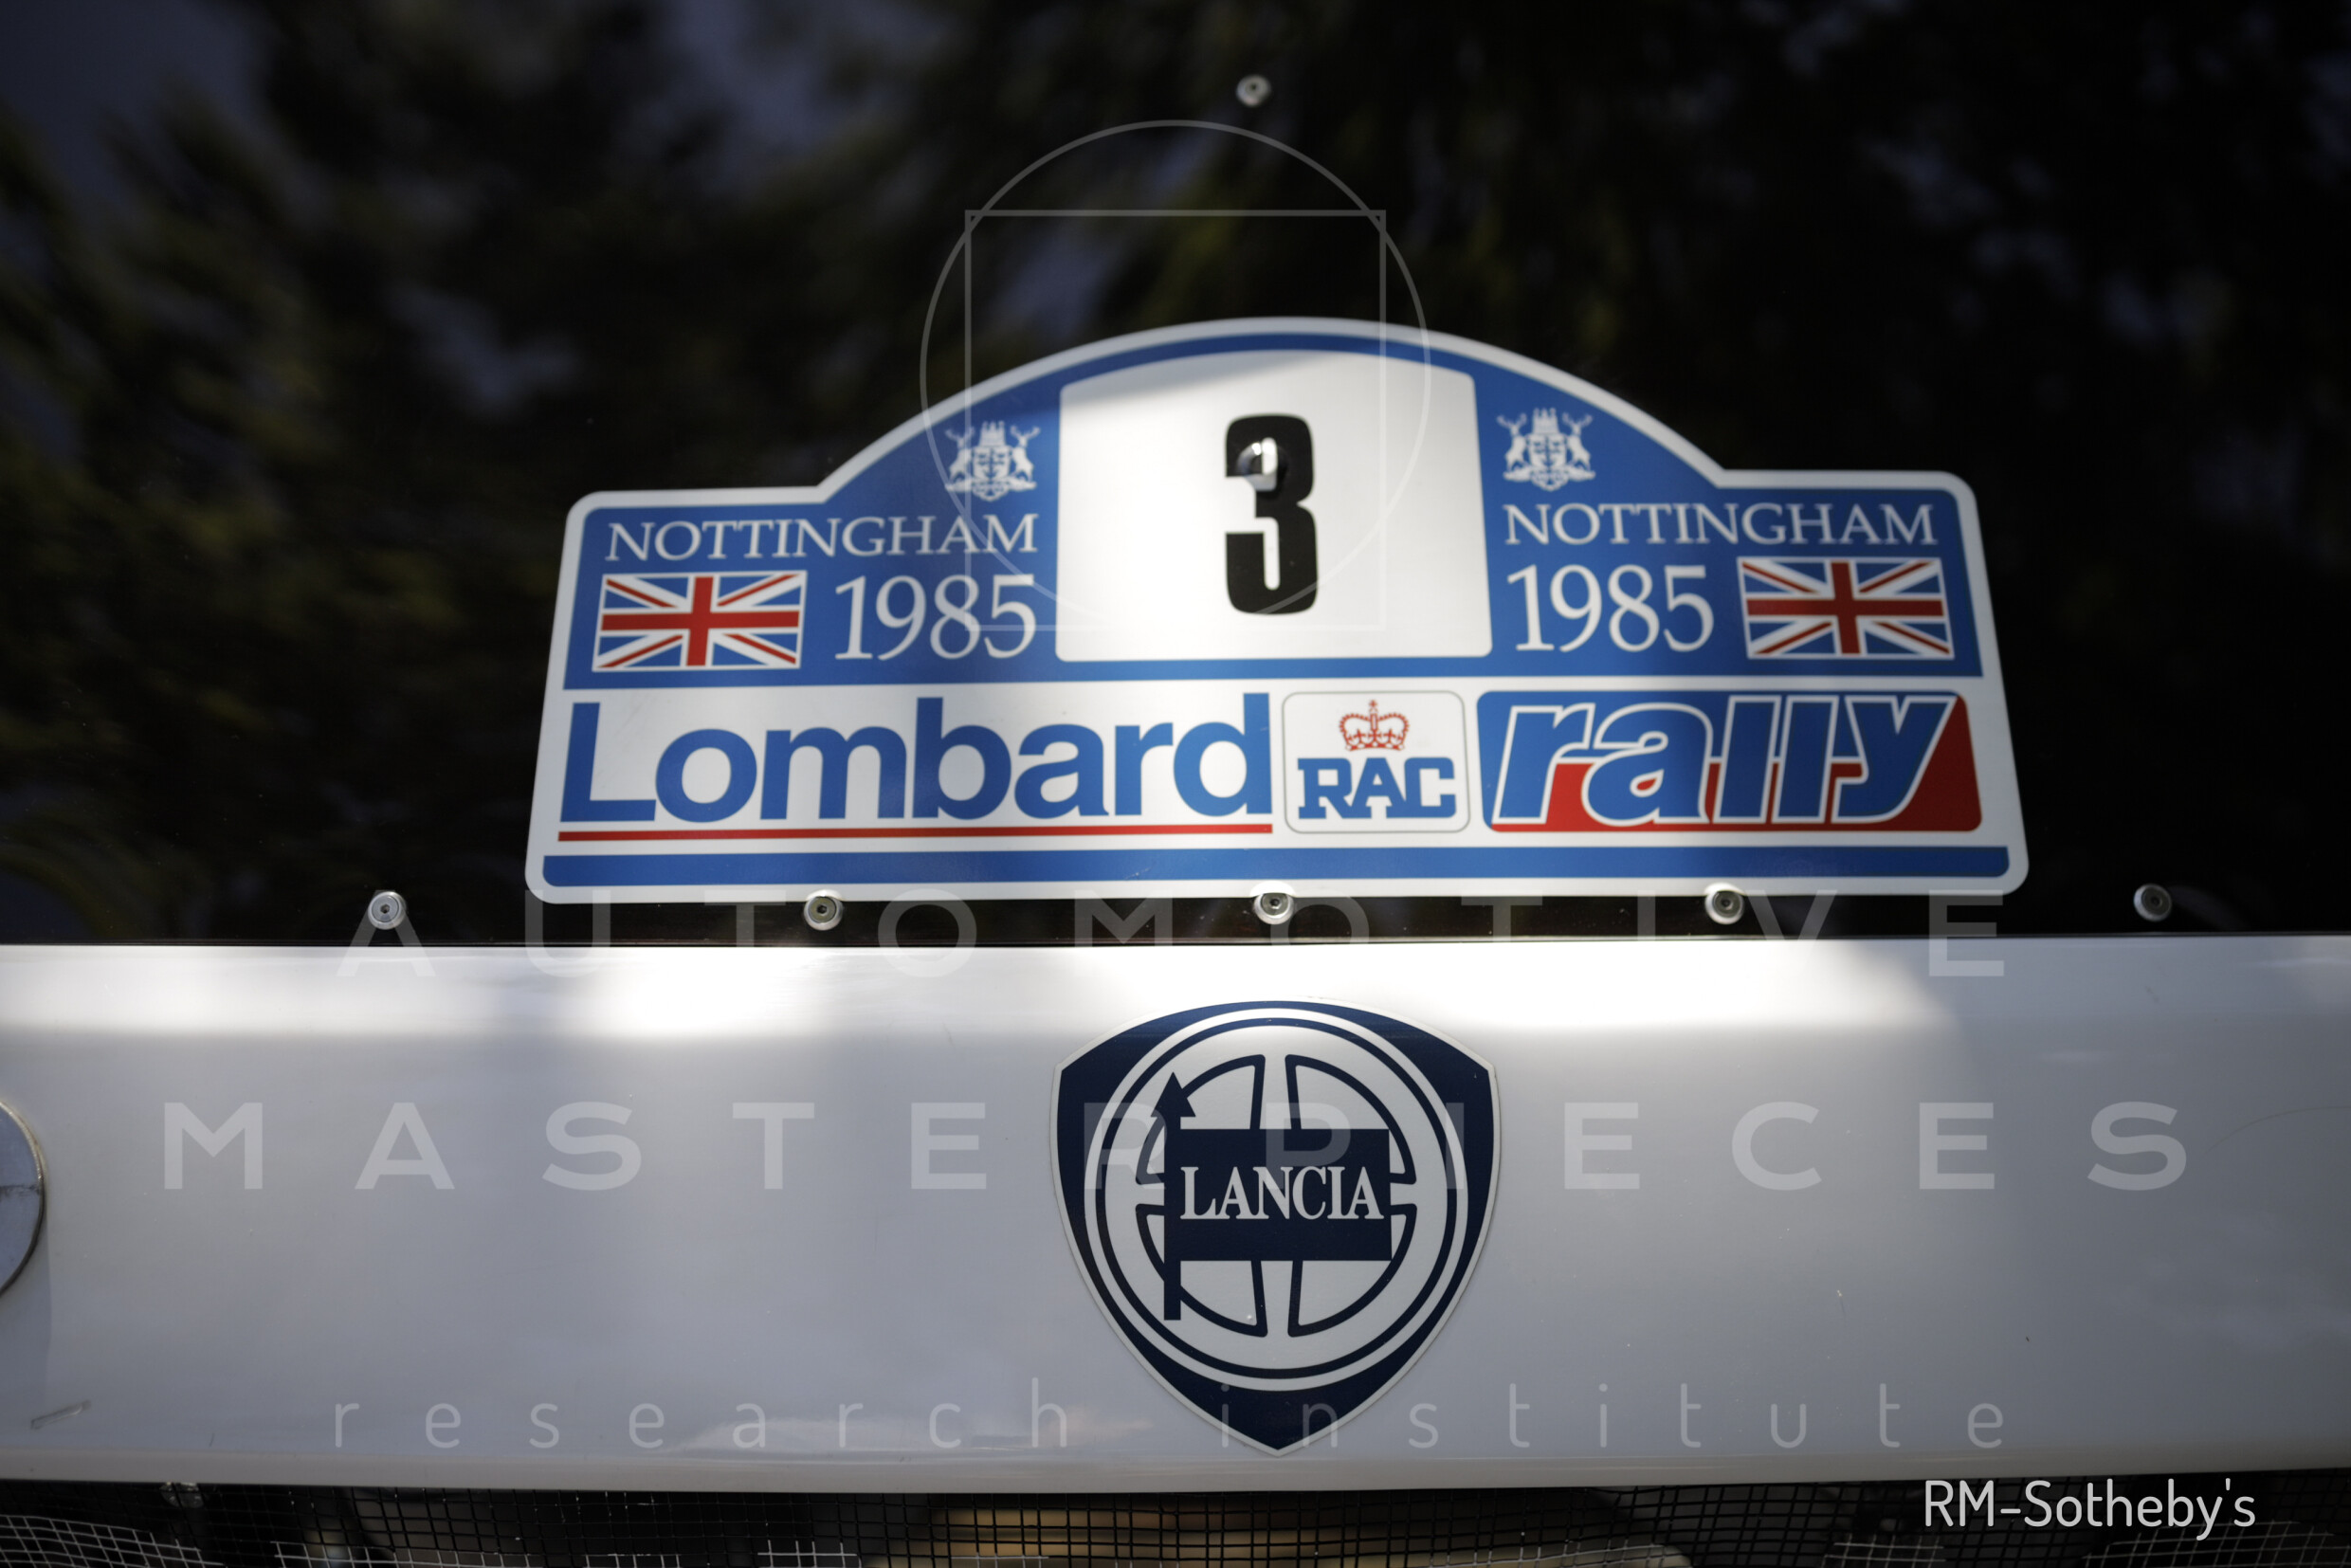 3
NOTTINGHAM
1985
NOTTINGHAM
1985
Lombard RAC rally
AUTOMOTIVE
MASTERPIECES
LANCIA
research institute
RM-Sotheby's